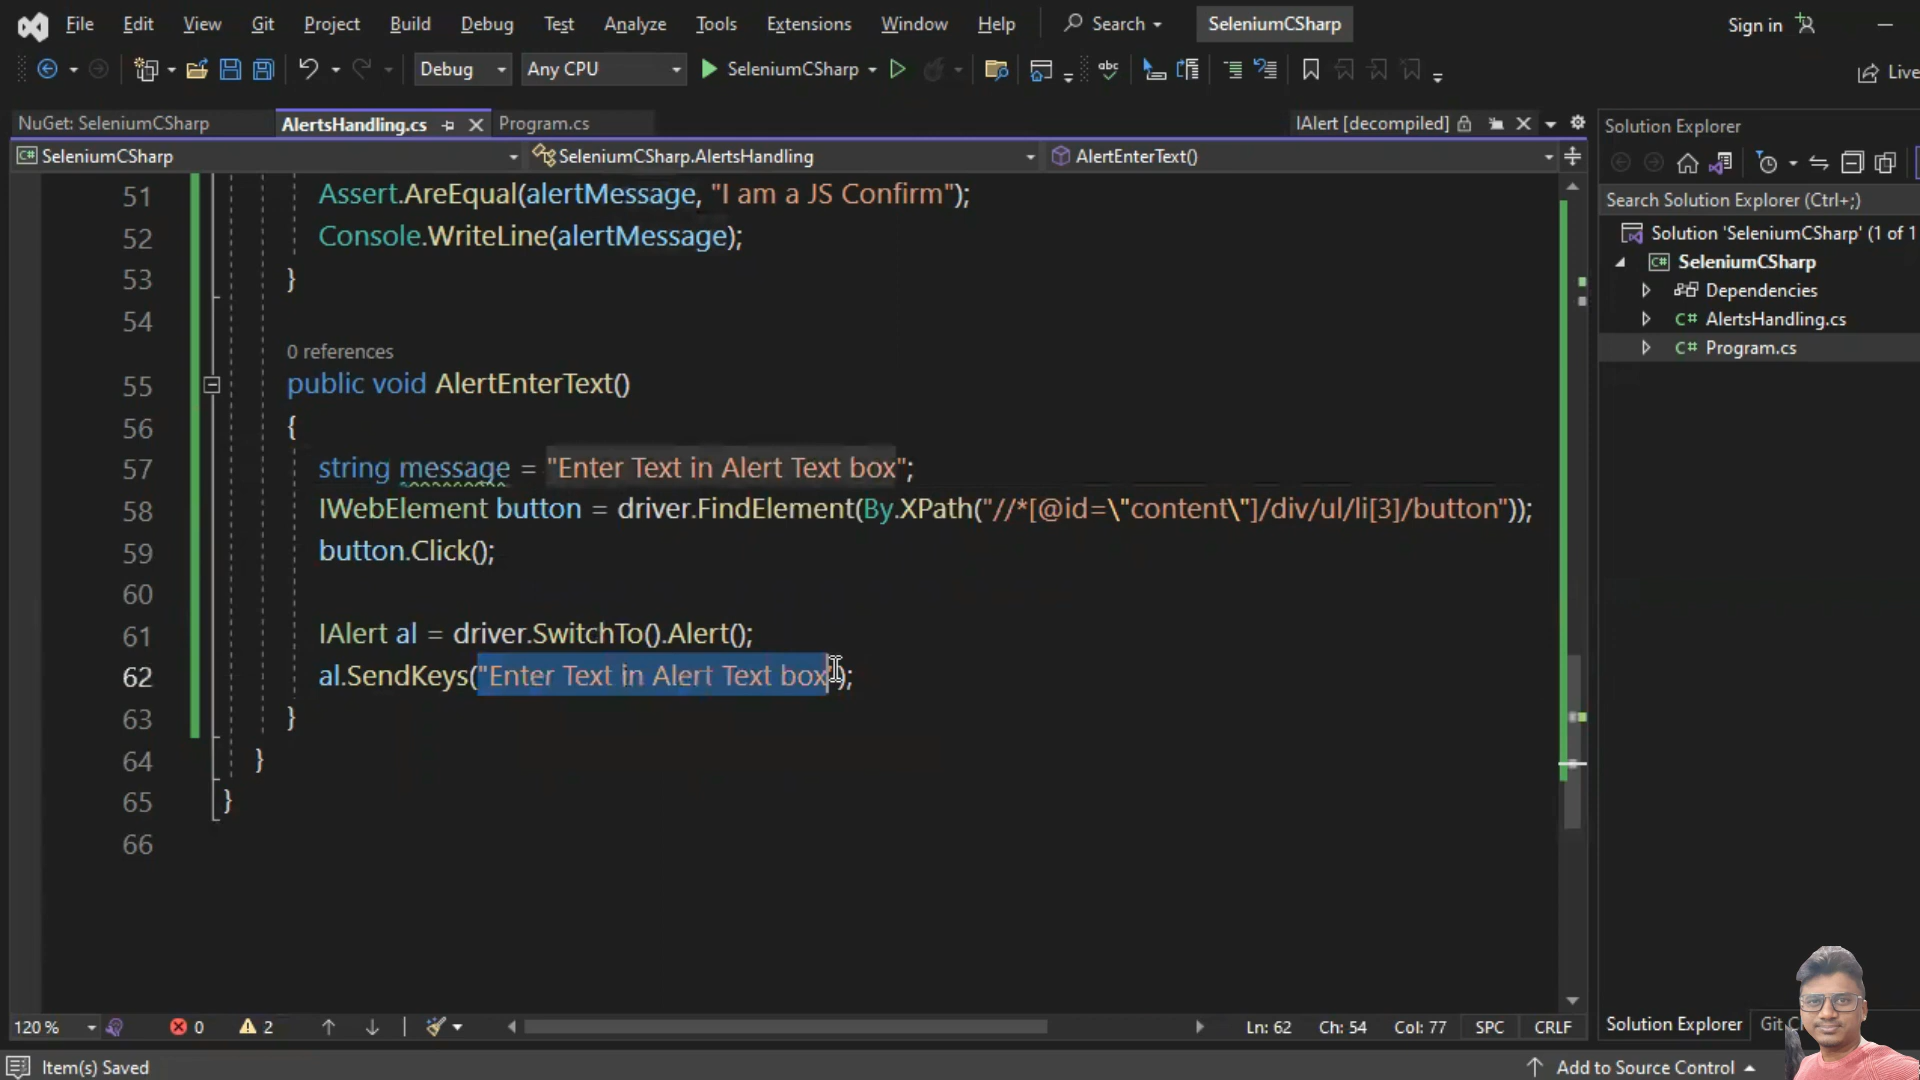 File Edit View Git Project Build Debug Test Analyze Tools Extensions Window Help Search SeleniumCSharp Sign in
Debug Any CPU SeleniumCSharp abc Live
NuGet: SeleniumCSharp AlertsHandling.cs Program.cs IAlert [decompiled] Solution Explorer
C# SeleniumCSharp SeleniumCSharp.AlertsHandling AlertEnterText()
51 Assert.AreEqual(alertMessage, "I am a JS Confirm");
Search Solution Explorer (Ctrl+;)
52 Console.WriteLine(alertMessage);
Solution 'SeleniumCSharp' (1 of 1
C# SeleniumCSharp
53 }
Dependencies
54
C# AlertsHandling.cs
0 references
C# Program.cs
55 public void AlertEnterText()
56 {
57 string message = "Enter Text in Alert Text box";
58 IWebElement button = driver.FindElement(By.XPath("//*[@id=\"content\"]/div/ul/li[3]/button"));
59 button.Click();
60
61 IAlert al = driver.SwitchTo().Alert();
62 al.SendKeys("Enter Text in Alert Text box");
63 }
64 }
65 }
66
120 % 0 2 Ln: 62 Ch: 54 Col: 77 SPC CRLF Solution Explorer Git
Item(s) Saved Add to Source Control